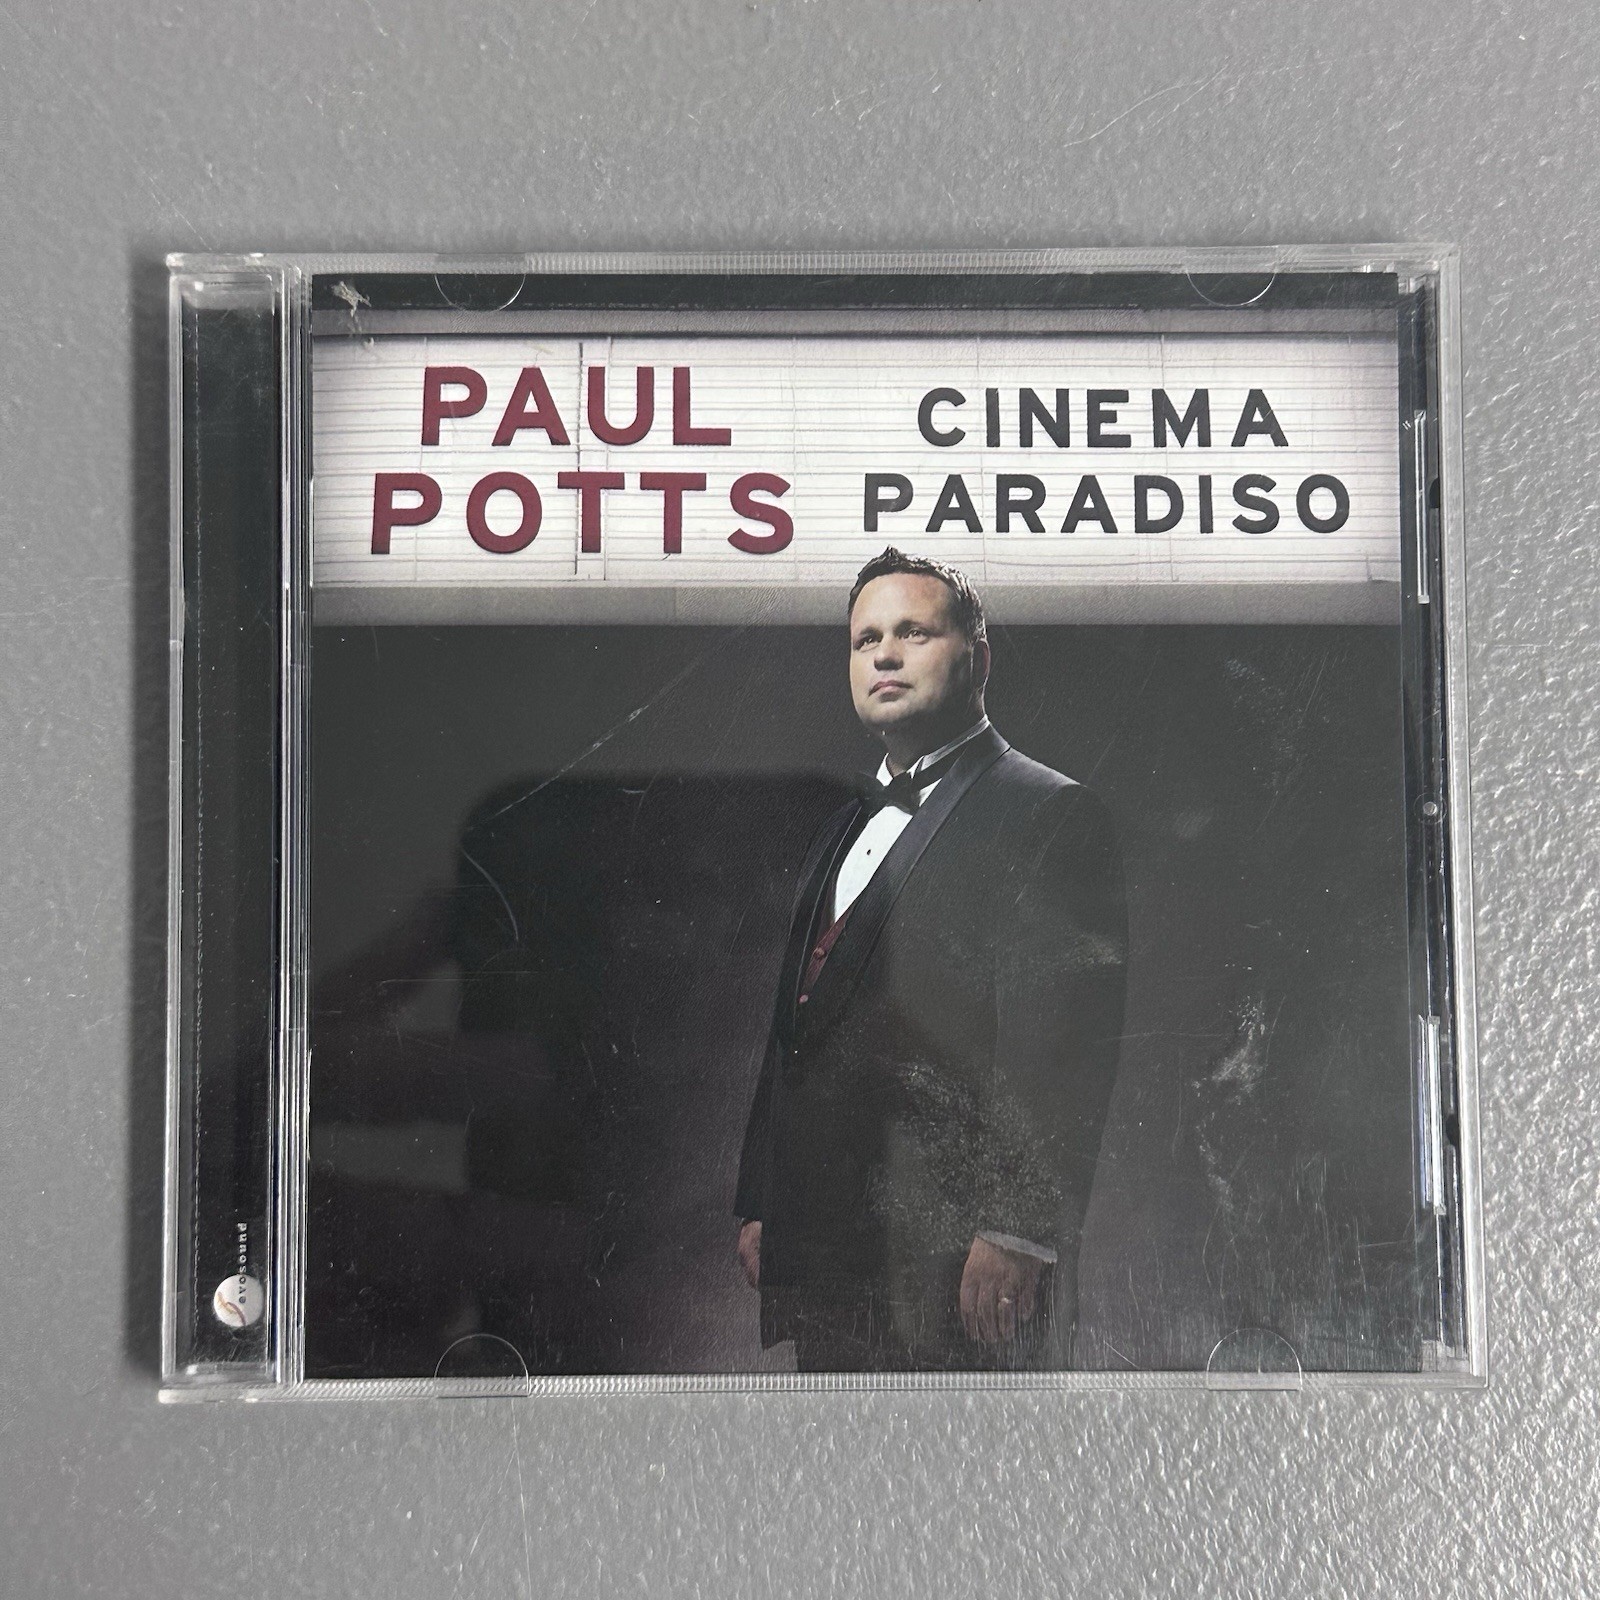 PAUL
POTTS
CINEMA
PARADISO
evosound